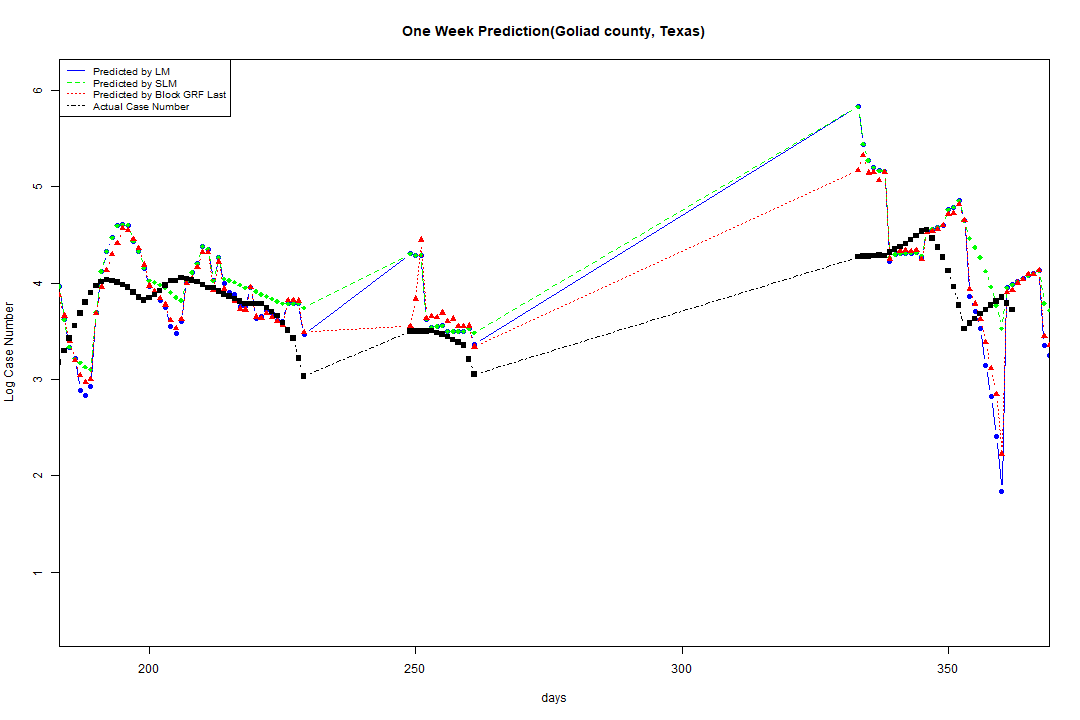 One Week Prediction(Goliad county, Texas)
Predicted by LM
Predicted by SLM
Predicted by Block GRF Last
Actual Case Number
6
5
4
3
2
1
Log Case Number
200 250 300 350
days